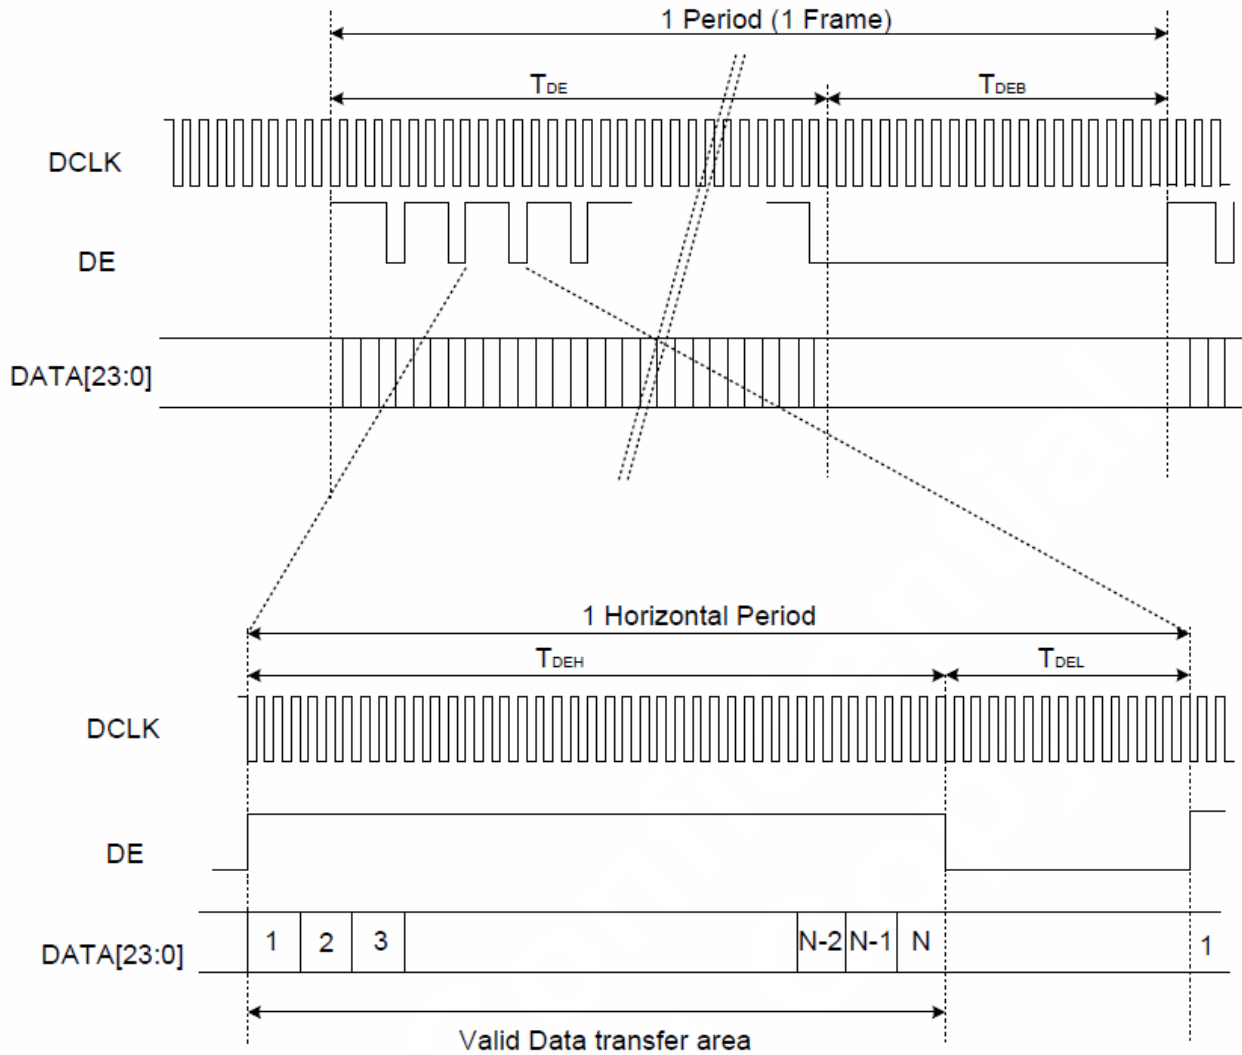 1 Period (1 Frame)
TDE
TDEB
DCLK
DE
DATA[23:0]
1 Horizontal Period
TDEH
TDEL
DCLK
DE
DATA[23:0]
1 2 3 N-2 N-1 N 1
Valid Data transfer area